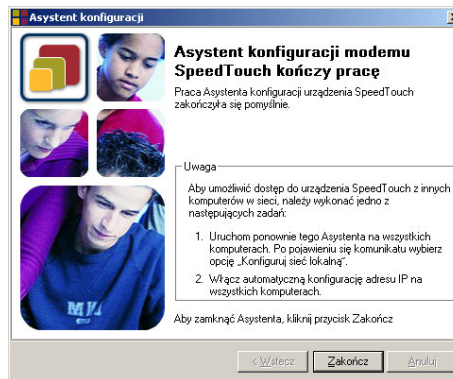 Asystent konfiguracji
Asystent konfiguracji modemu
SpeedTouch kończy pracę
Praca Asystenta konfiguracji urządzenia SpeedTouch
zakończyła się pomyślnie.
Uwaga
Aby umożliwić dostęp do urządzenia SpeedTouch z innych
komputerów w sieci, należy wykonać jedno z
następujących zadań:
1. Uruchom ponownie tego Asystenta na wszystkich
komputerach. Po pojawieniu się komunikatu wybierz
opcję „Konfiguruj sieć lokalną”.
2. Włącz automatyczną konfigurację adresu IP na
wszystkich komputerach.
Aby zamknąć Asystenta, kliknij przycisk Zakończ
< Wstecz
Zakończ
Anuluj